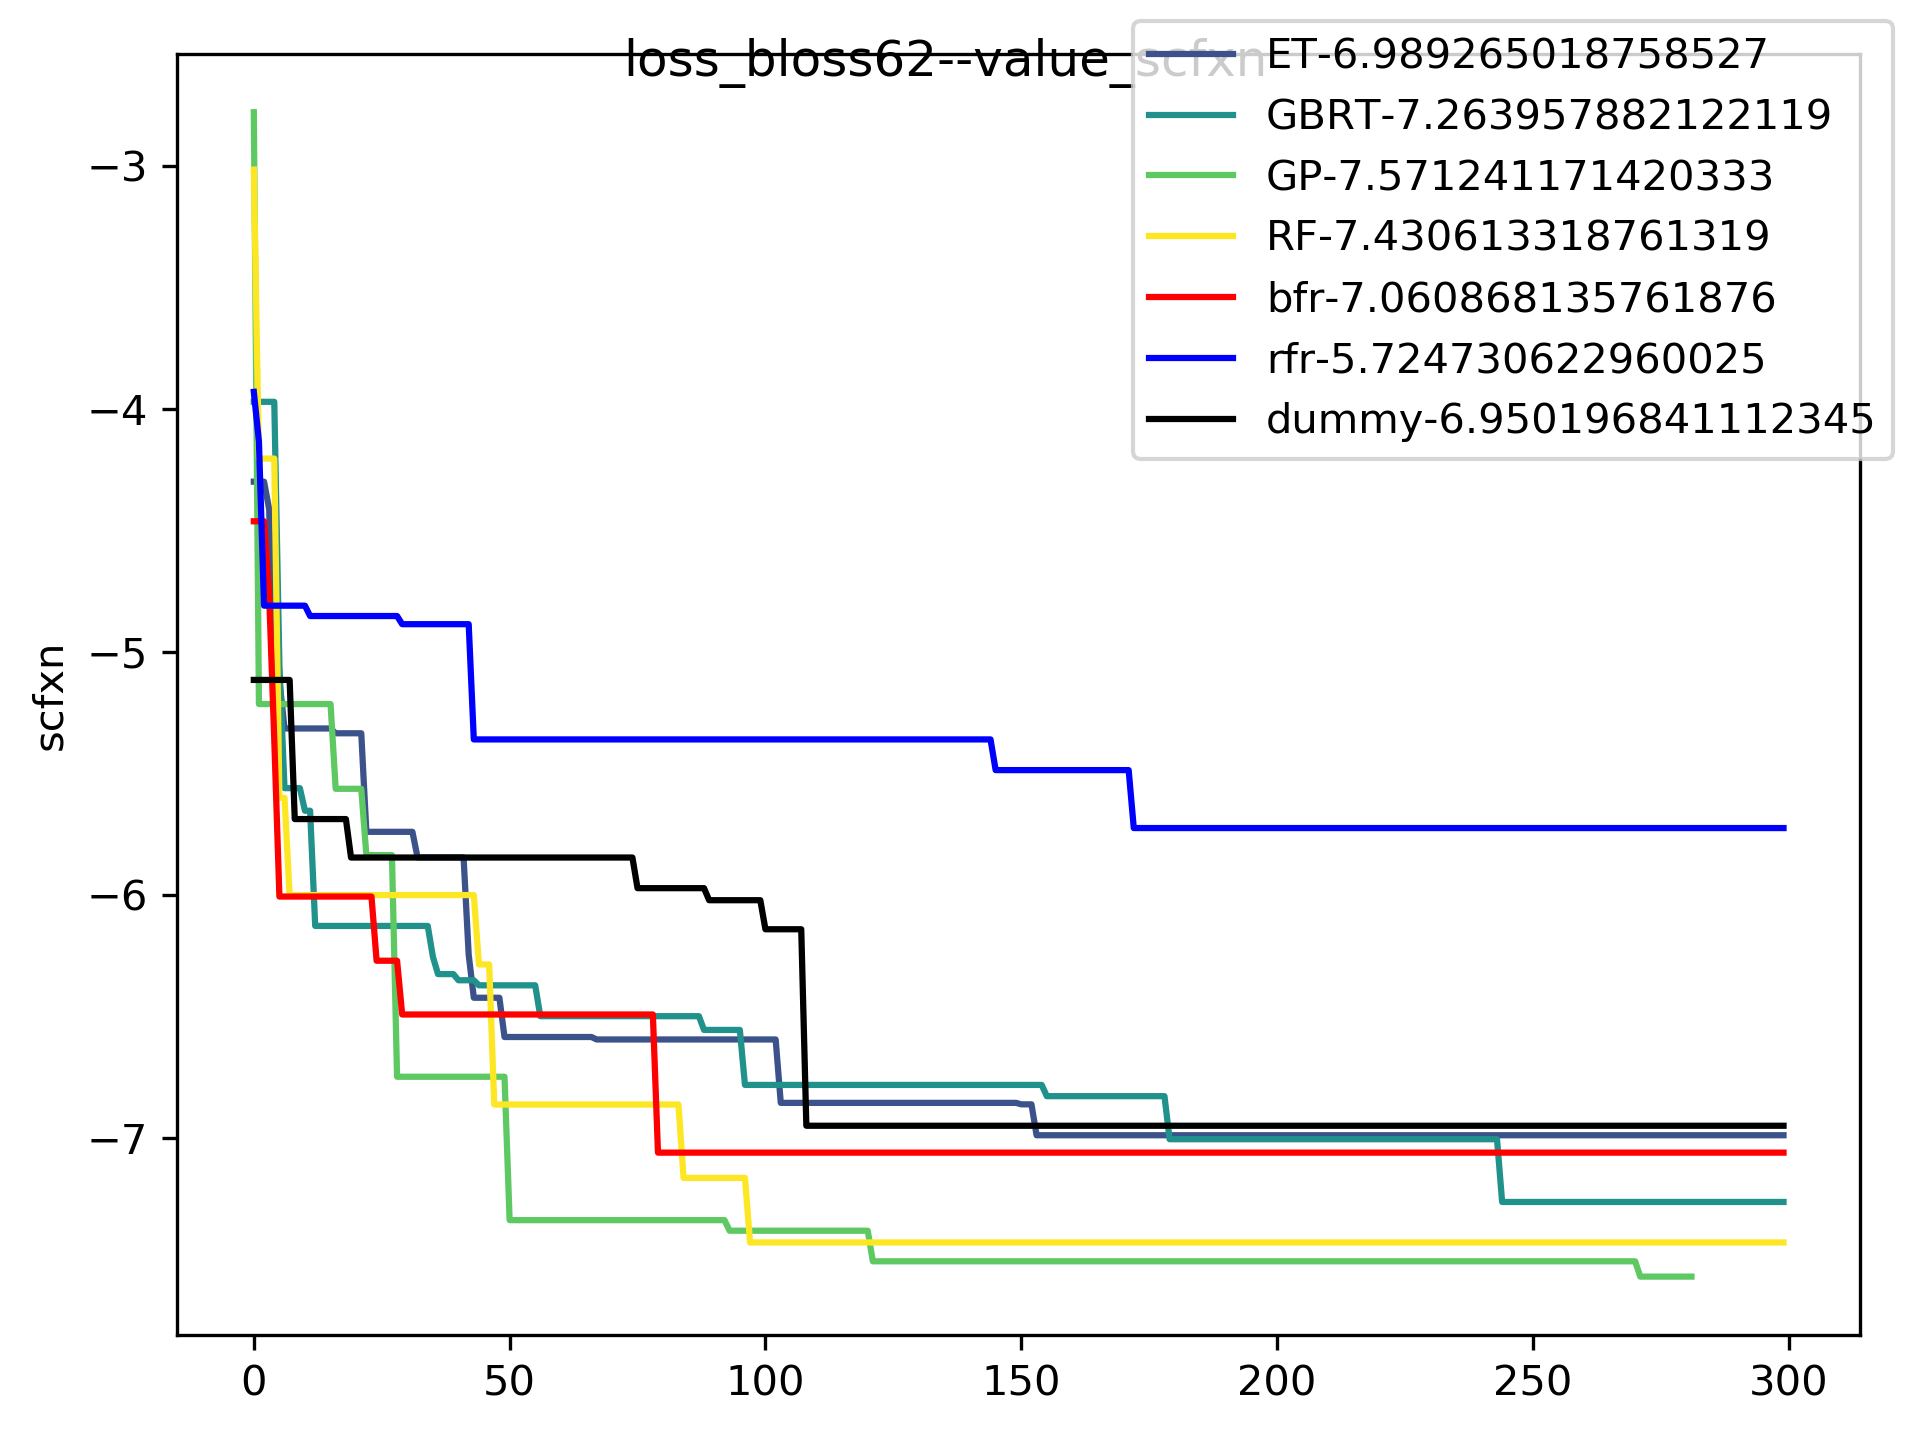 loss_bloss62--value_scfxn
ET-6.989265018758527
GBRT-7.263957882122119
GP-7.571241171420333
RF-7.430613318761319
bfr-7.060868135761876
rfr-5.724730622960025
dummy-6.950196841112345
scfxn
−3
−4
−5
−6
−7
0 50 100 150 200 250 300